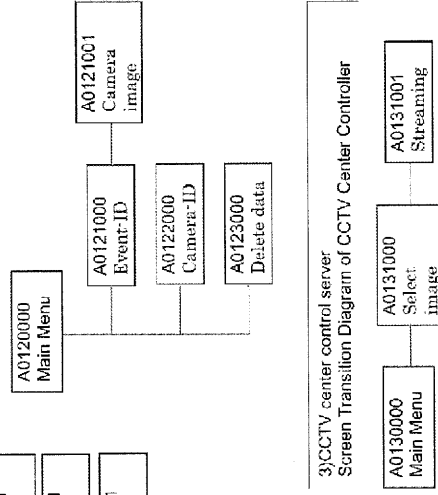 A0120000
Main Menu
A0121000
Event-ID
A0121001
Camera
image
A0122000
Camera-ID
A0123000
Delete data
3)CCTV center control server
Screen Transition Diagram of CCTV Center Controller
A0130000
Main Menu
A0131000
Select
image
A0131001
Streaming